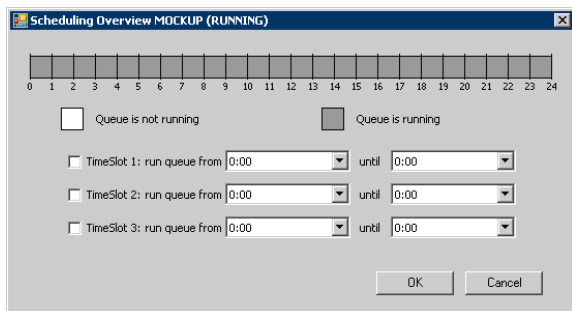 Scheduling Overview MOCKUP (RUNNING)
0 1 2 3 4 5 6 7 8 9 10 11 12 13 14 15 16 17 18 19 20 21 22 23 24
Queue is not running Queue is running
TimeSlot 1: run queue from 0:00 until 0:00
TimeSlot 2: run queue from 0:00 until 0:00
TimeSlot 3: run queue from 0:00 until 0:00
OK Cancel